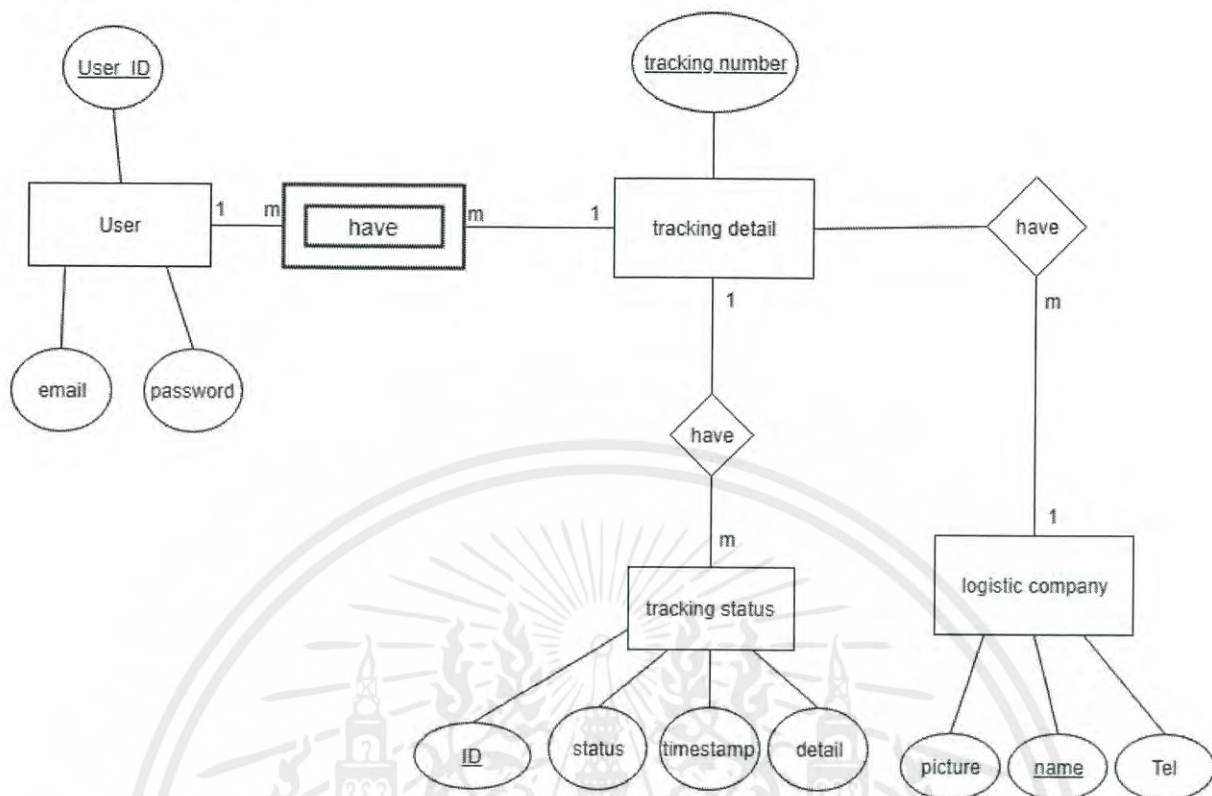 User_ID
tracking number
User
1
m
have
m
1
tracking detail
have
1
m
email
password
have
m
1
tracking status
logistic company
ID
status
timestamp
detail
picture
name
Tel